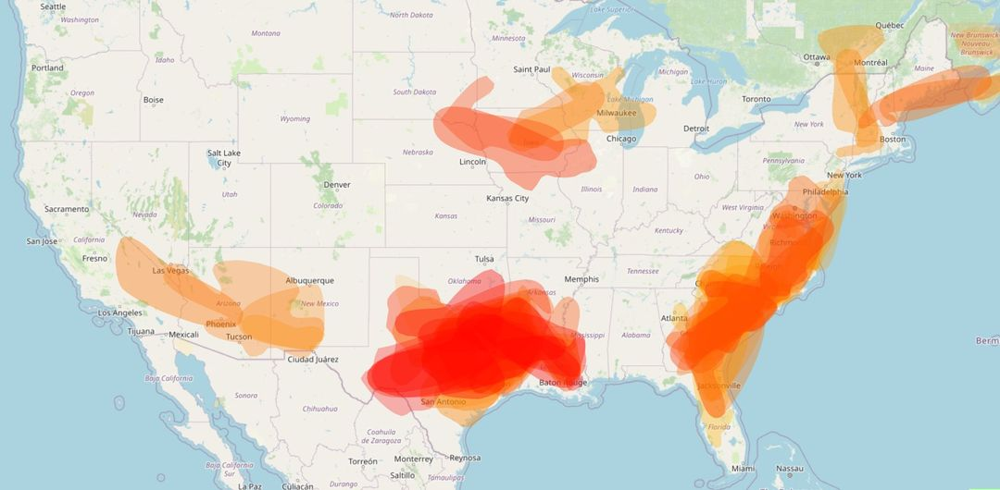 Seattle
Washington
North Dakota
Lake Superior
Québec
Montana
Minnesota
New Brunswick
Nouveau
Brunswick
Ottawa
Montréal
Portland
Idaho
Saint Paul
Wisconsin
Michigan
Maine
Oregon
Boise
South Dakota
Lake Huron
Lake Michigan
Toronto
Wyoming
Milwaukee
Detroit
New York
Chicago
Boston
Iowa
Salt Lake
City
Nebraska
Lincoln
Pennsylvania
New York
Denver
Utah
Ohio
Illinois
Indiana
Philadelphia
Kansas City
Sacramento
Nevada
Colorado
Kansas
Missouri
West Virginia
Washington
San Jose
California
Kentucky
Richmond
Fresno
Tulsa
Las Vegas
Albuquerque
Oklahoma
Memphis
Tennessee
Raleigh
Arkansas
Arizona
New Mexico
Los Angeles
Phoenix
Mississippi
Alabama
Atlanta
Tijuana
Mexicali
Tucson
Berm
Ciudad Juárez
Baja California
Baton Rouge
Jacksonville
Sonora
Chihuahua
San Antonio
Florida
Coahuila
de Zaragoza
Baja California
Sur
Torreón
Monterrey
Reynosa
Miami
Nassau
Saltillo
La Paz
Culiacán
Durango
Tamaulipas